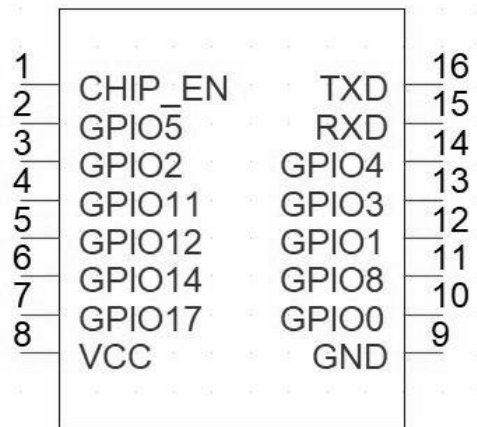 1 CHIP_EN TXD 16
2 GPIO5 RXD 15
3 GPIO2 GPIO4 14
4 GPIO11 GPIO3 13
5 GPIO12 GPIO1 12
6 GPIO14 GPIO8 11
7 GPIO17 GPIO0 10
8 VCC GND 9